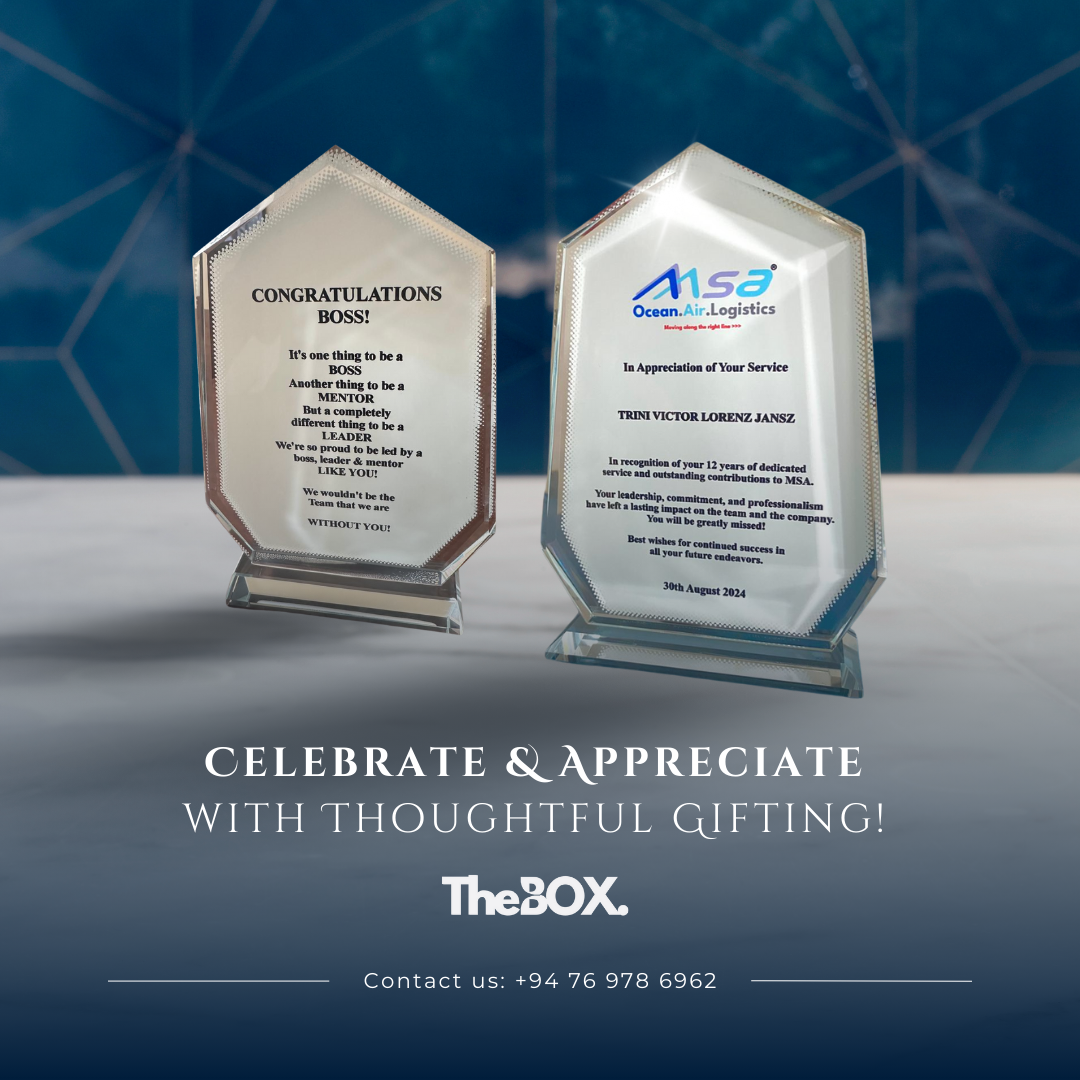 CONGRATULATIONS
BOSS!
It's one thing to be a
BOSS
Another thing to be a
MENTOR
But a completely
different thing to be a
LEADER
We're so proud to be led by a
boss, leader & mentor
LIKE YOU!
We wouldn't be the
Team that we are
WITHOUT YOU!
Msa®
Ocean.Air.Logistics
Moving along the right line >>>
In Appreciation of Your Service
TRINI VICTOR LORENZ JANSZ
In recognition of your 12 years of dedicated
service and outstanding contributions to MSA.
Your leadership, commitment, and professionalism
have left a lasting impact on the team and the company.
You will be greatly missed!
Best wishes for continued success in
all your future endeavors.
30th August 2024
CELEBRATE & APPRECIATE
WITH THOUGHTFUL GIFTING!
TheBOX.
Contact us: +94 76 978 6962